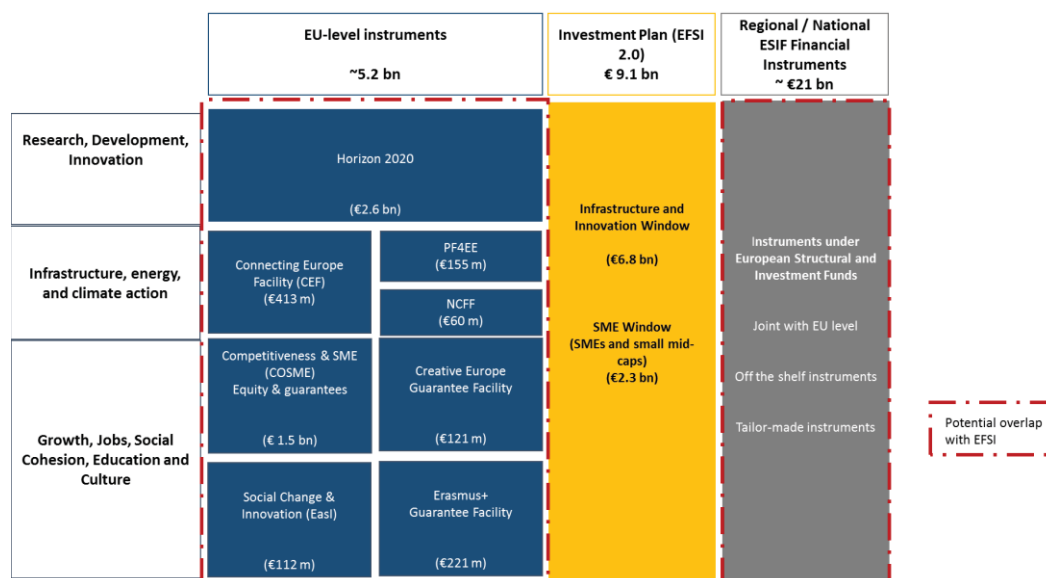 EU-level instruments
~5.2 bn
Investment Plan (EFSI
2.0)
€ 9.1 bn
Regional / National
ESIF Financial
Instruments
~ €21 bn
Research, Development,
Innovation
Horizon 2020
(€2.6 bn)
Infrastructure, energy,
and climate action
Connecting Europe
Facility (CEF)
(€413 m)
PF4EE
(€155 m)
NCFF
(€60 m)
Growth, Jobs, Social
Cohesion, Education and
Culture
Competitiveness & SME
(COSME)
Equity & guarantees
(€ 1.5 bn)
Creative Europe
Guarantee Facility
(€121 m)
Social Change &
Innovation (EasI)
(€112 m)
Erasmus+
Guarantee Facility
(€221 m)
Infrastructure and
Innovation Window
(€6.8 bn)
SME Window
(SMEs and small mid-
caps)
(€2.3 bn)
Instruments under
European Structural and
Investment Funds
Joint with EU level
Off the shelf instruments
Tailor-made instruments
Potential overlap
with EFSI